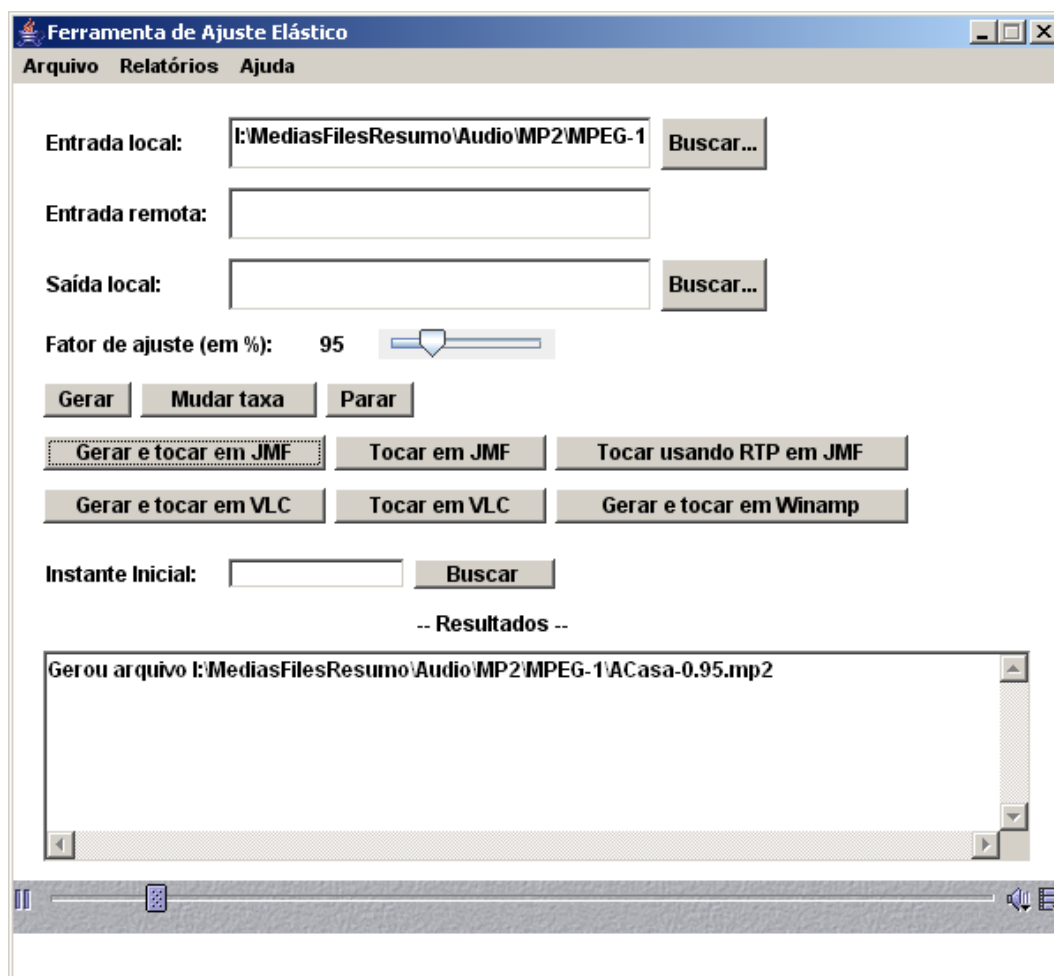 Ferramenta de Ajuste Elástico
Arquivo Relatórios Ajuda
Entrada local: I:\MediasFilesResumo\Audio\MP2\MPEG-1 Buscar...
Entrada remota:
Saída local: Buscar...
Fator de ajuste (em %): 95
Gerar Mudar taxa Parar
Gerar e tocar em JMF Tocar em JMF Tocar usando RTP em JMF
Gerar e tocar em VLC Tocar em VLC Gerar e tocar em Winamp
Instante Inicial: Buscar
-- Resultados --
Gerou arquivo I:\MediasFilesResumo\Audio\MP2\MPEG-1\ACasa-0.95.mp2